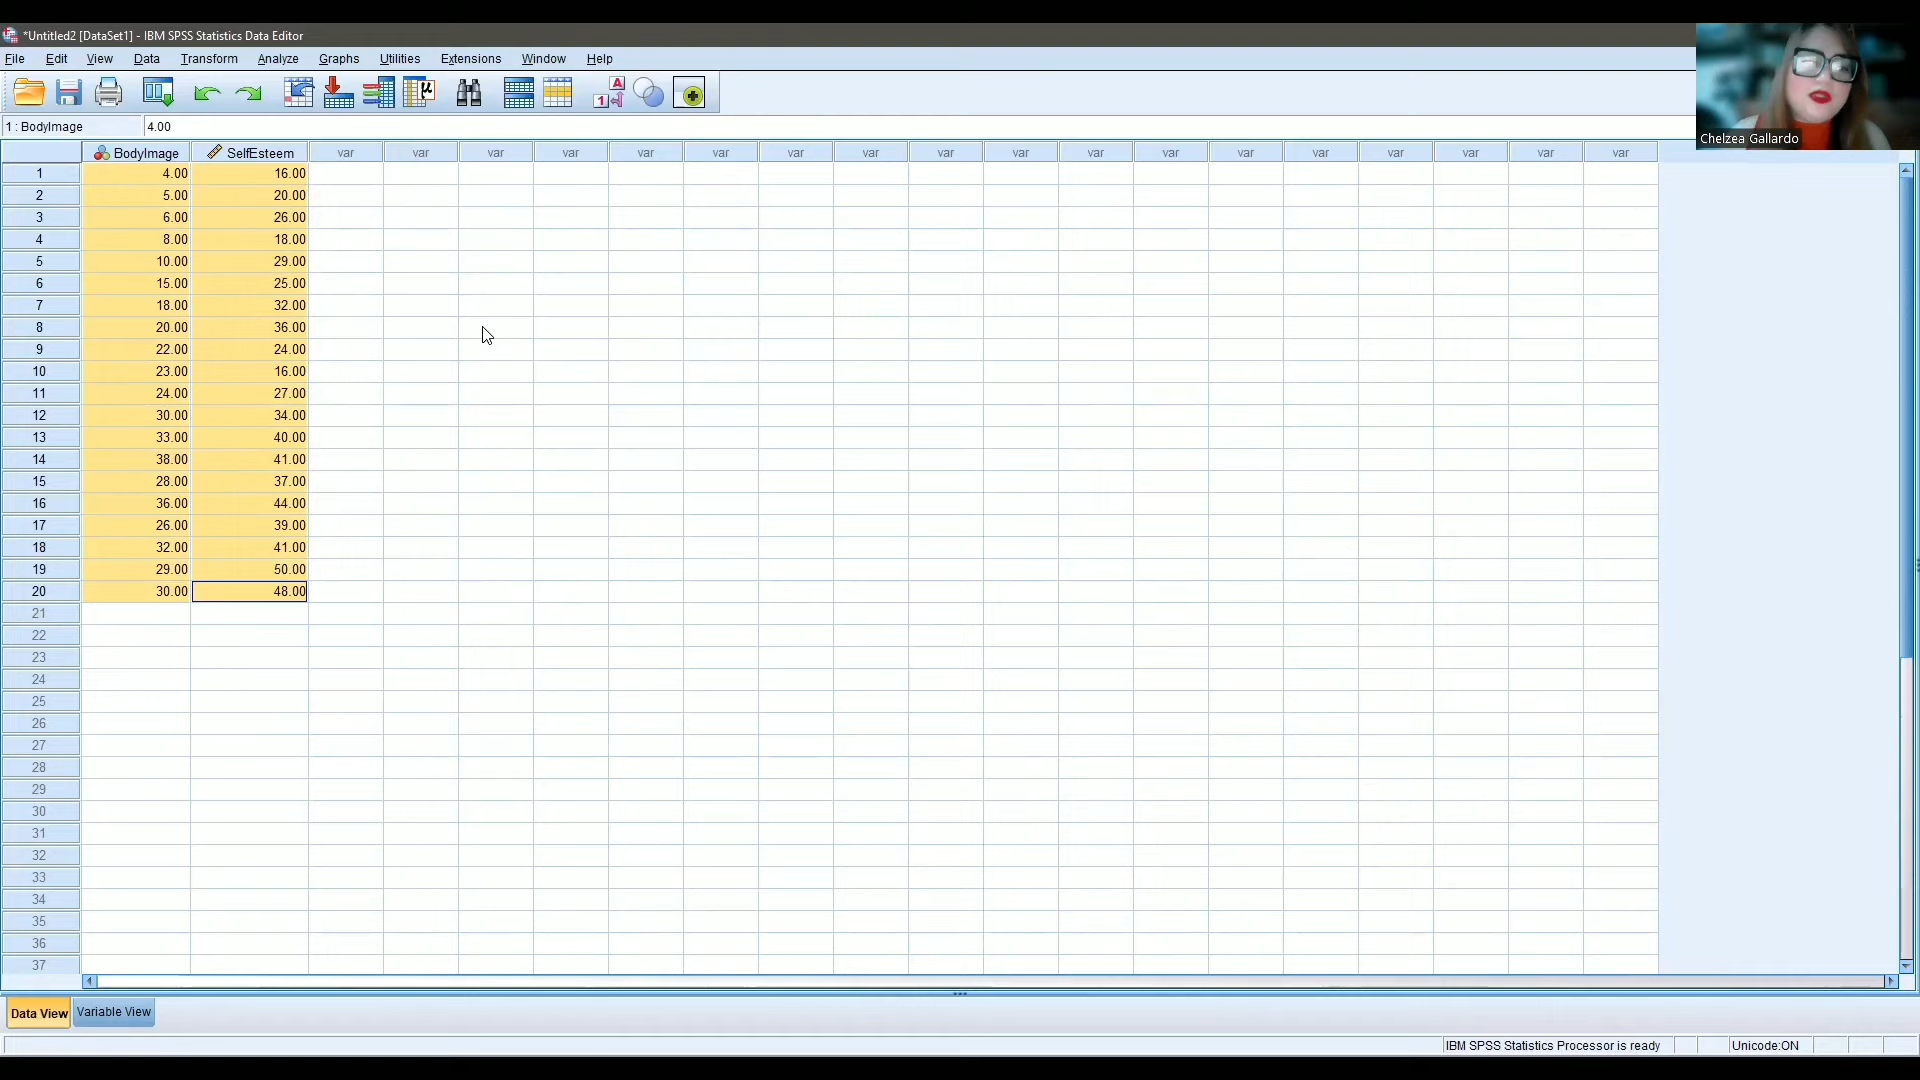 *Untitled2 [DataSet1] - IBM SPSS Statistics Data Editor
File Edit View Data Transform Analyze Graphs Utilities Extensions Window Help
Chelzea Gallardo
1 : BodyImage 4.00
BodyImage SelfEsteem var var var var var var var var var var var var var var var var var var
1 4.00 16.00
2 5.00 20.00
3 6.00 26.00
4 8.00 18.00
5 10.00 29.00
6 15.00 25.00
7 18.00 32.00
8 20.00 36.00
9 22.00 24.00
10 23.00 16.00
11 24.00 27.00
12 30.00 34.00
13 33.00 40.00
14 38.00 41.00
15 28.00 37.00
16 36.00 44.00
17 26.00 39.00
18 32.00 41.00
19 29.00 50.00
20 30.00 48.00
21
22
23
24
25
26
27
28
29
30
31
32
33
34
35
36
37
Data View Variable View
IBM SPSS Statistics Processor is ready Unicode:ON